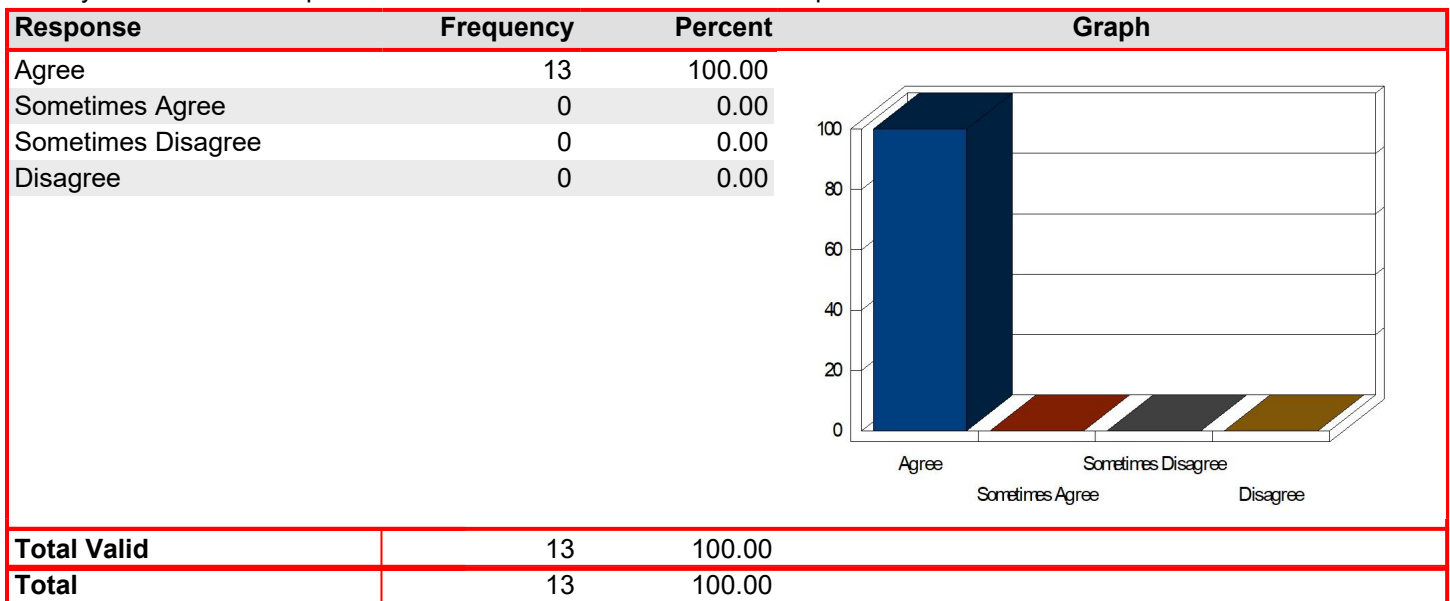 Response Frequency Percent Graph
Agree 13 100.00
Sometimes Agree 0 0.00
Sometimes Disagree 0 0.00
Disagree 0 0.00
100
80
60
40
20
0
Agree Sometimes Disagree
Sometimes Agree Disagree
Total Valid 13 100.00
Total 13 100.00